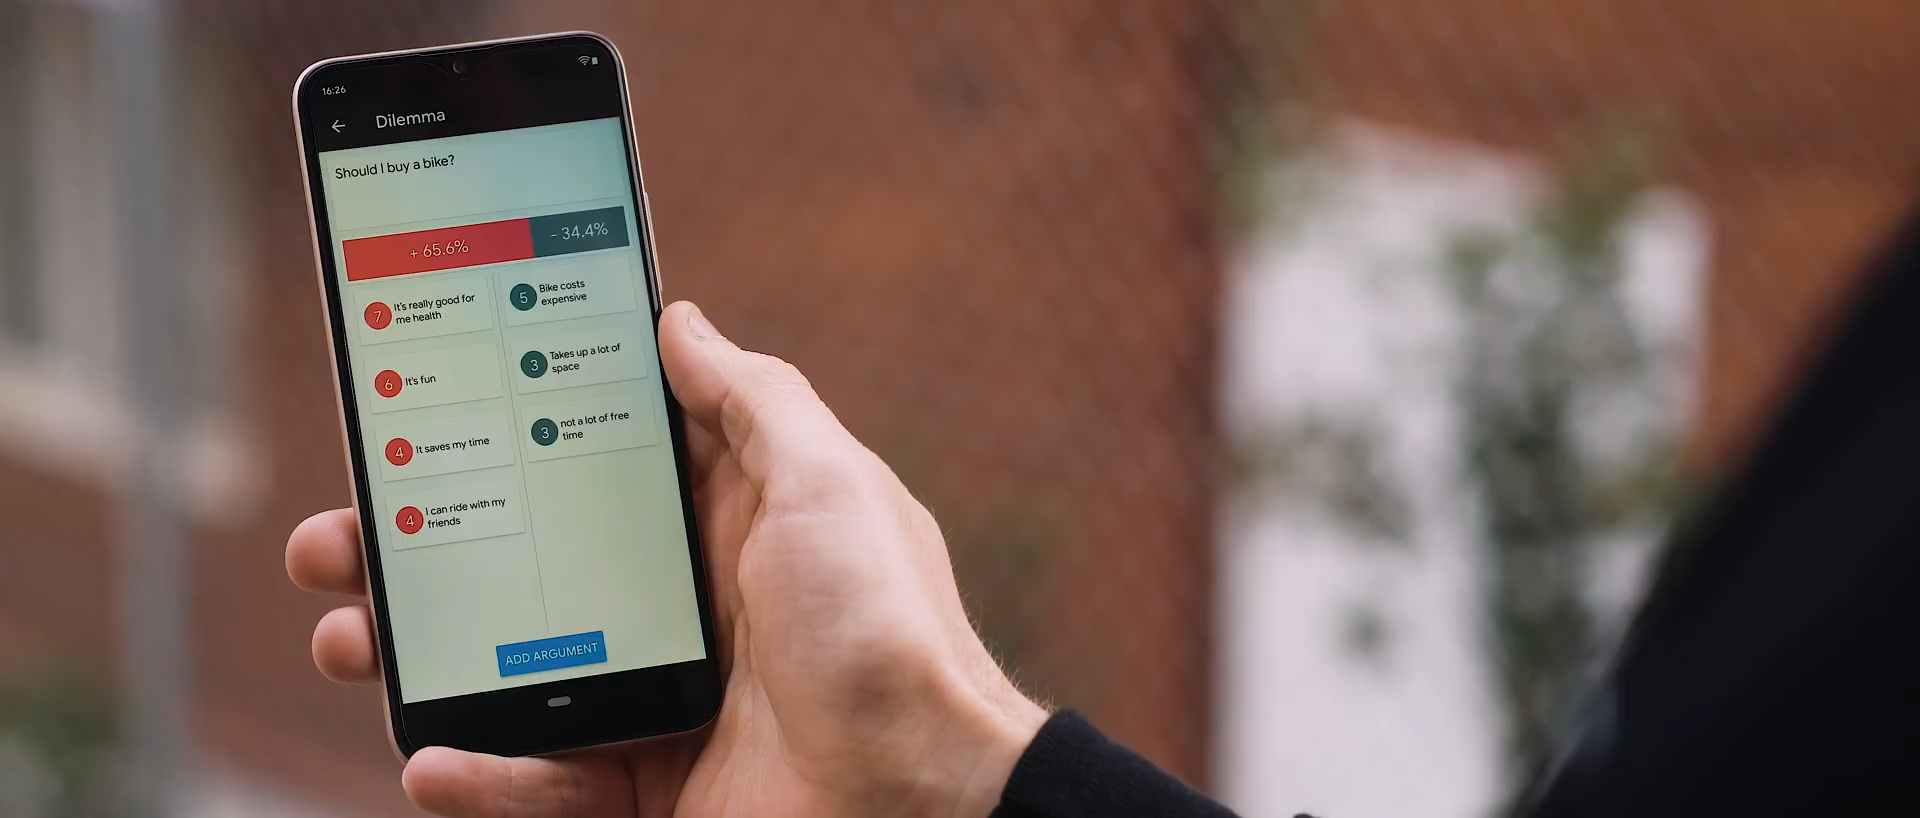 16:26
Dilemma
Should I buy a bike?
+ 65.6%
- 34.4%
7
It's really good for
me health
6
It's fun
4
It saves my time
4
I can ride with my
friends
5
Bike costs
expensive
3
Takes up a lot of
space
3
not a lot of free
time
ADD ARGUMENT